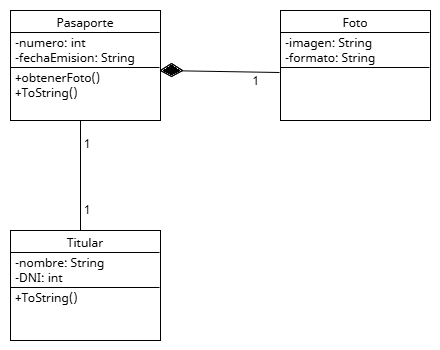 Pasaporte
-numero: int
-fechaEmision: String
+obtenerFoto()
+ToString()
Foto
-imagen: String
-formato: String
1
1
1
Titular
-nombre: String
-DNI: int
+ToString()